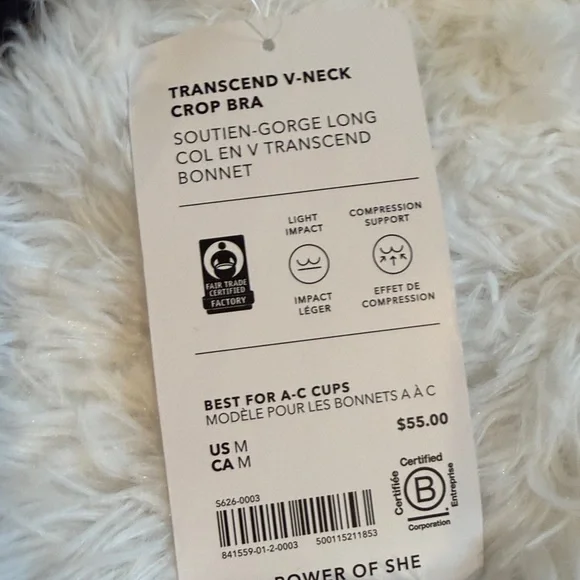 TRANSCEND V-NECK
CROP BRA
SOUTIEN-GORGE LONG
COL EN V TRANSCEND
BONNET
FAIR TRADE
CERTIFIED
FACTORY
LIGHT
IMPACT
IMPACT
LÉGER
COMPRESSION
SUPPORT
EFFET DE
COMPRESSION
BEST FOR A-C CUPS
MODÈLE POUR LES BONNETS A À C
$55.00
US M
CA M
S626-0003
841559-01-2-0003 500115211853
Certified
Certifiée
B
Entreprise
Corporation
POWER OF SHE